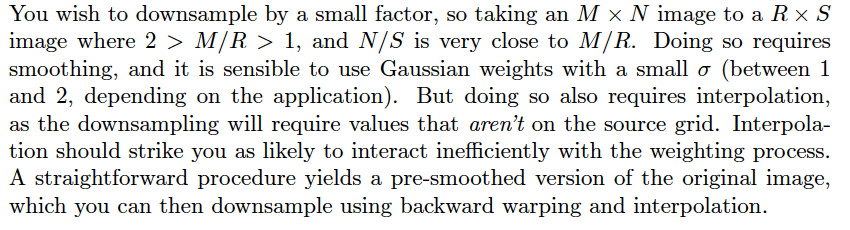 You wish to downsample by a small factor, so taking an M × N image to a R × S
image where 2 > M/R > 1, and N/S is very close to M/R. Doing so requires
smoothing, and it is sensible to use Gaussian weights with a small σ (between 1
and 2, depending on the application). But doing so also requires interpolation,
as the downsampling will require values that aren't on the source grid. Interpola-
tion should strike you as likely to interact inefficiently with the weighting process.
A straightforward procedure yields a pre-smoothed version of the original image,
which you can then downsample using backward warping and interpolation.